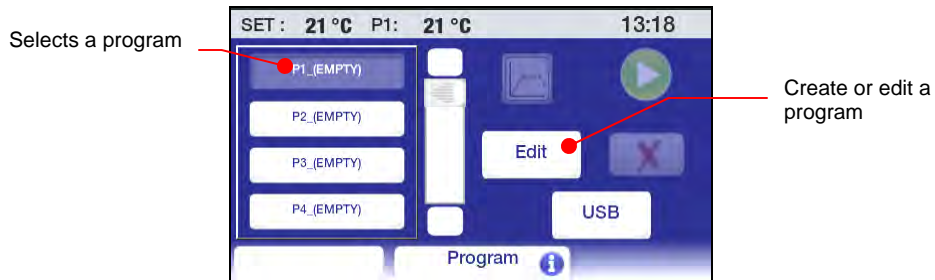 SET : 21 °C P1: 21 °C 13:18
Selects a program
P1_(EMPTY)
Create or edit a
program
P2_(EMPTY)
Edit
X
P3_(EMPTY)
P4_(EMPTY)
USB
Program i